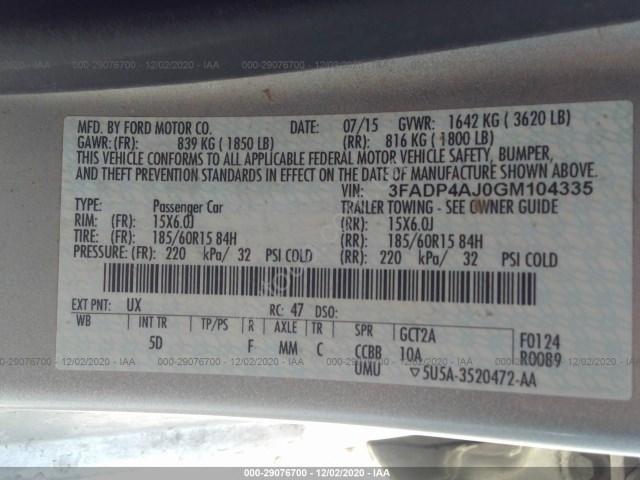 000-29076700 - 12/02/2020 - IAA
MFD. BY FORD MOTOR CO. DATE: 07/15 GVWR: 1642 KG ( 3620 LB)
GAWR: (FR): 839 KG ( 1850 LB) (RR): 816 KG ( 1800 LB)
THIS VEHICLE CONFORMS TO ALL APPLICABLE FEDERAL MOTOR VEHICLE SAFETY, BUMPER,
AND THEFT PREVENTION STANDARDS IN EFFECT ON THE DATE OF MANUFACTURE SHOWN ABOVE.
VIN: 3FADP4AJ0GM104335
TYPE: Passenger Car TRAILER TOWING - SEE OWNER GUIDE
RIM: (FR): 15X6.0J (RR): 15X6.0J
TIRE: (FR): 185/60R15 84H (RR): 185/60R15 84H
PRESSURE: (FR): 220 kPa/ 32 PSI COLD (RR): 220 kPa/ 32 PSI COLD
EXT PNT: UX RC: 47 DSO:
WB INT TR TP/PS R AXLE TR SPR GCT2A F0124
5D F MM C CCBB 10A R0089
UMU ▽5U5A-3520472-AA
000-29076700 - 12/02/2020 - IAA